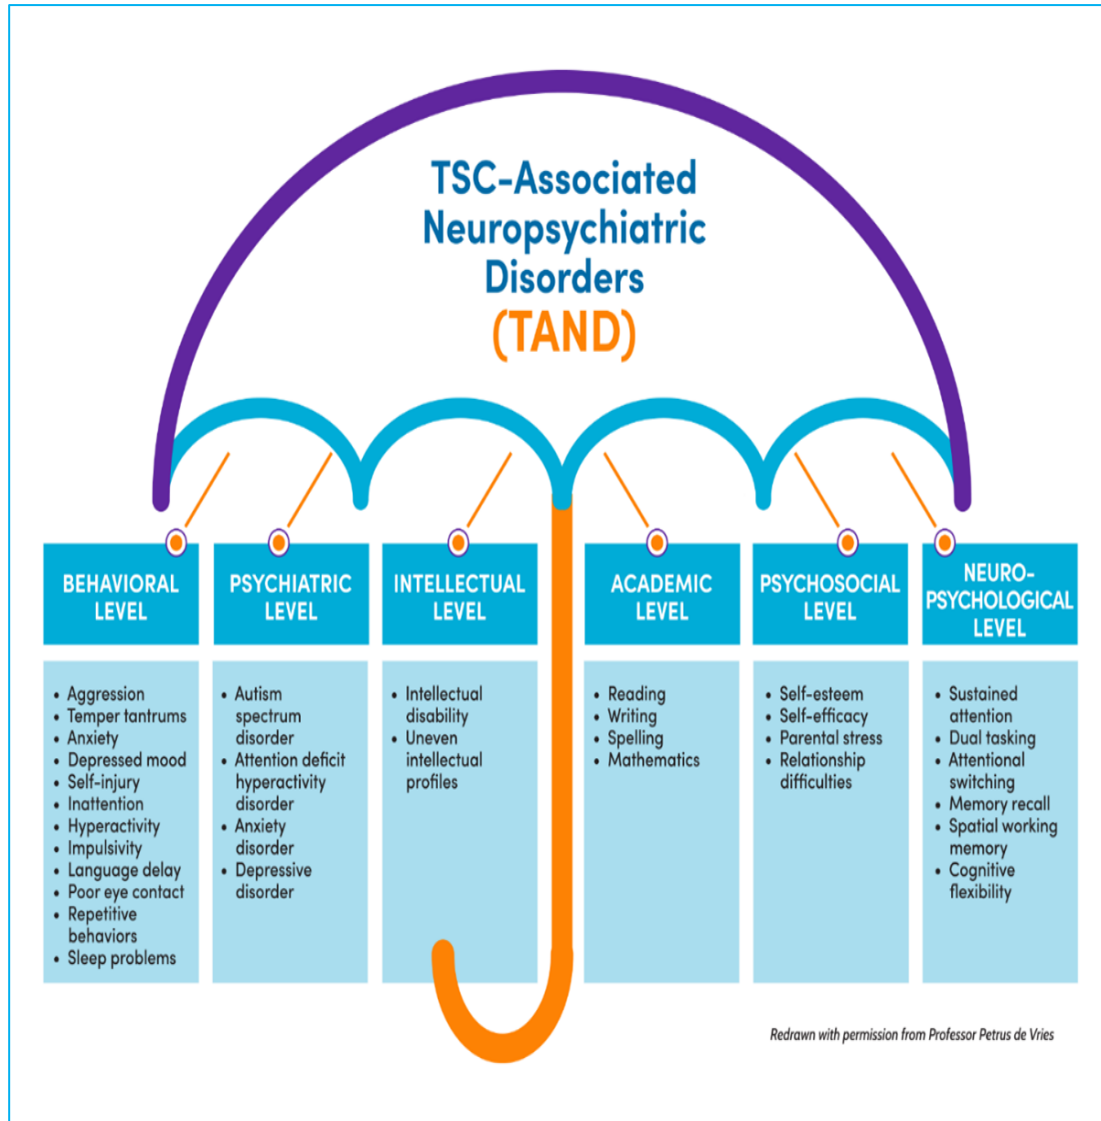 TSC-Associated
Neuropsychiatric
Disorders
(TAND)
BEHAVIORAL
LEVEL
• Aggression
• Temper tantrums
• Anxiety
• Depressed mood
• Self-injury
• Inattention
• Hyperactivity
• Impulsivity
• Language delay
• Poor eye contact
• Repetitive
behaviors
• Sleep problems
PSYCHIATRIC
LEVEL
• Autism
spectrum
disorder
• Attention deficit
hyperactivity
disorder
• Anxiety
disorder
• Depressive
disorder
INTELLECTUAL
LEVEL
• Intellectual
disability
• Uneven
intellectual
profiles
ACADEMIC
LEVEL
• Reading
• Writing
• Spelling
• Mathematics
PSYCHOSOCIAL
LEVEL
• Self-esteem
• Self-efficacy
• Parental stress
• Relationship
difficulties
NEURO-
PSYCHOLOGICAL
LEVEL
• Sustained
attention
• Dual tasking
• Attentional
switching
• Memory recall
• Spatial working
memory
• Cognitive
flexibility
Redrawn with permission from Professor Petrus de Vries